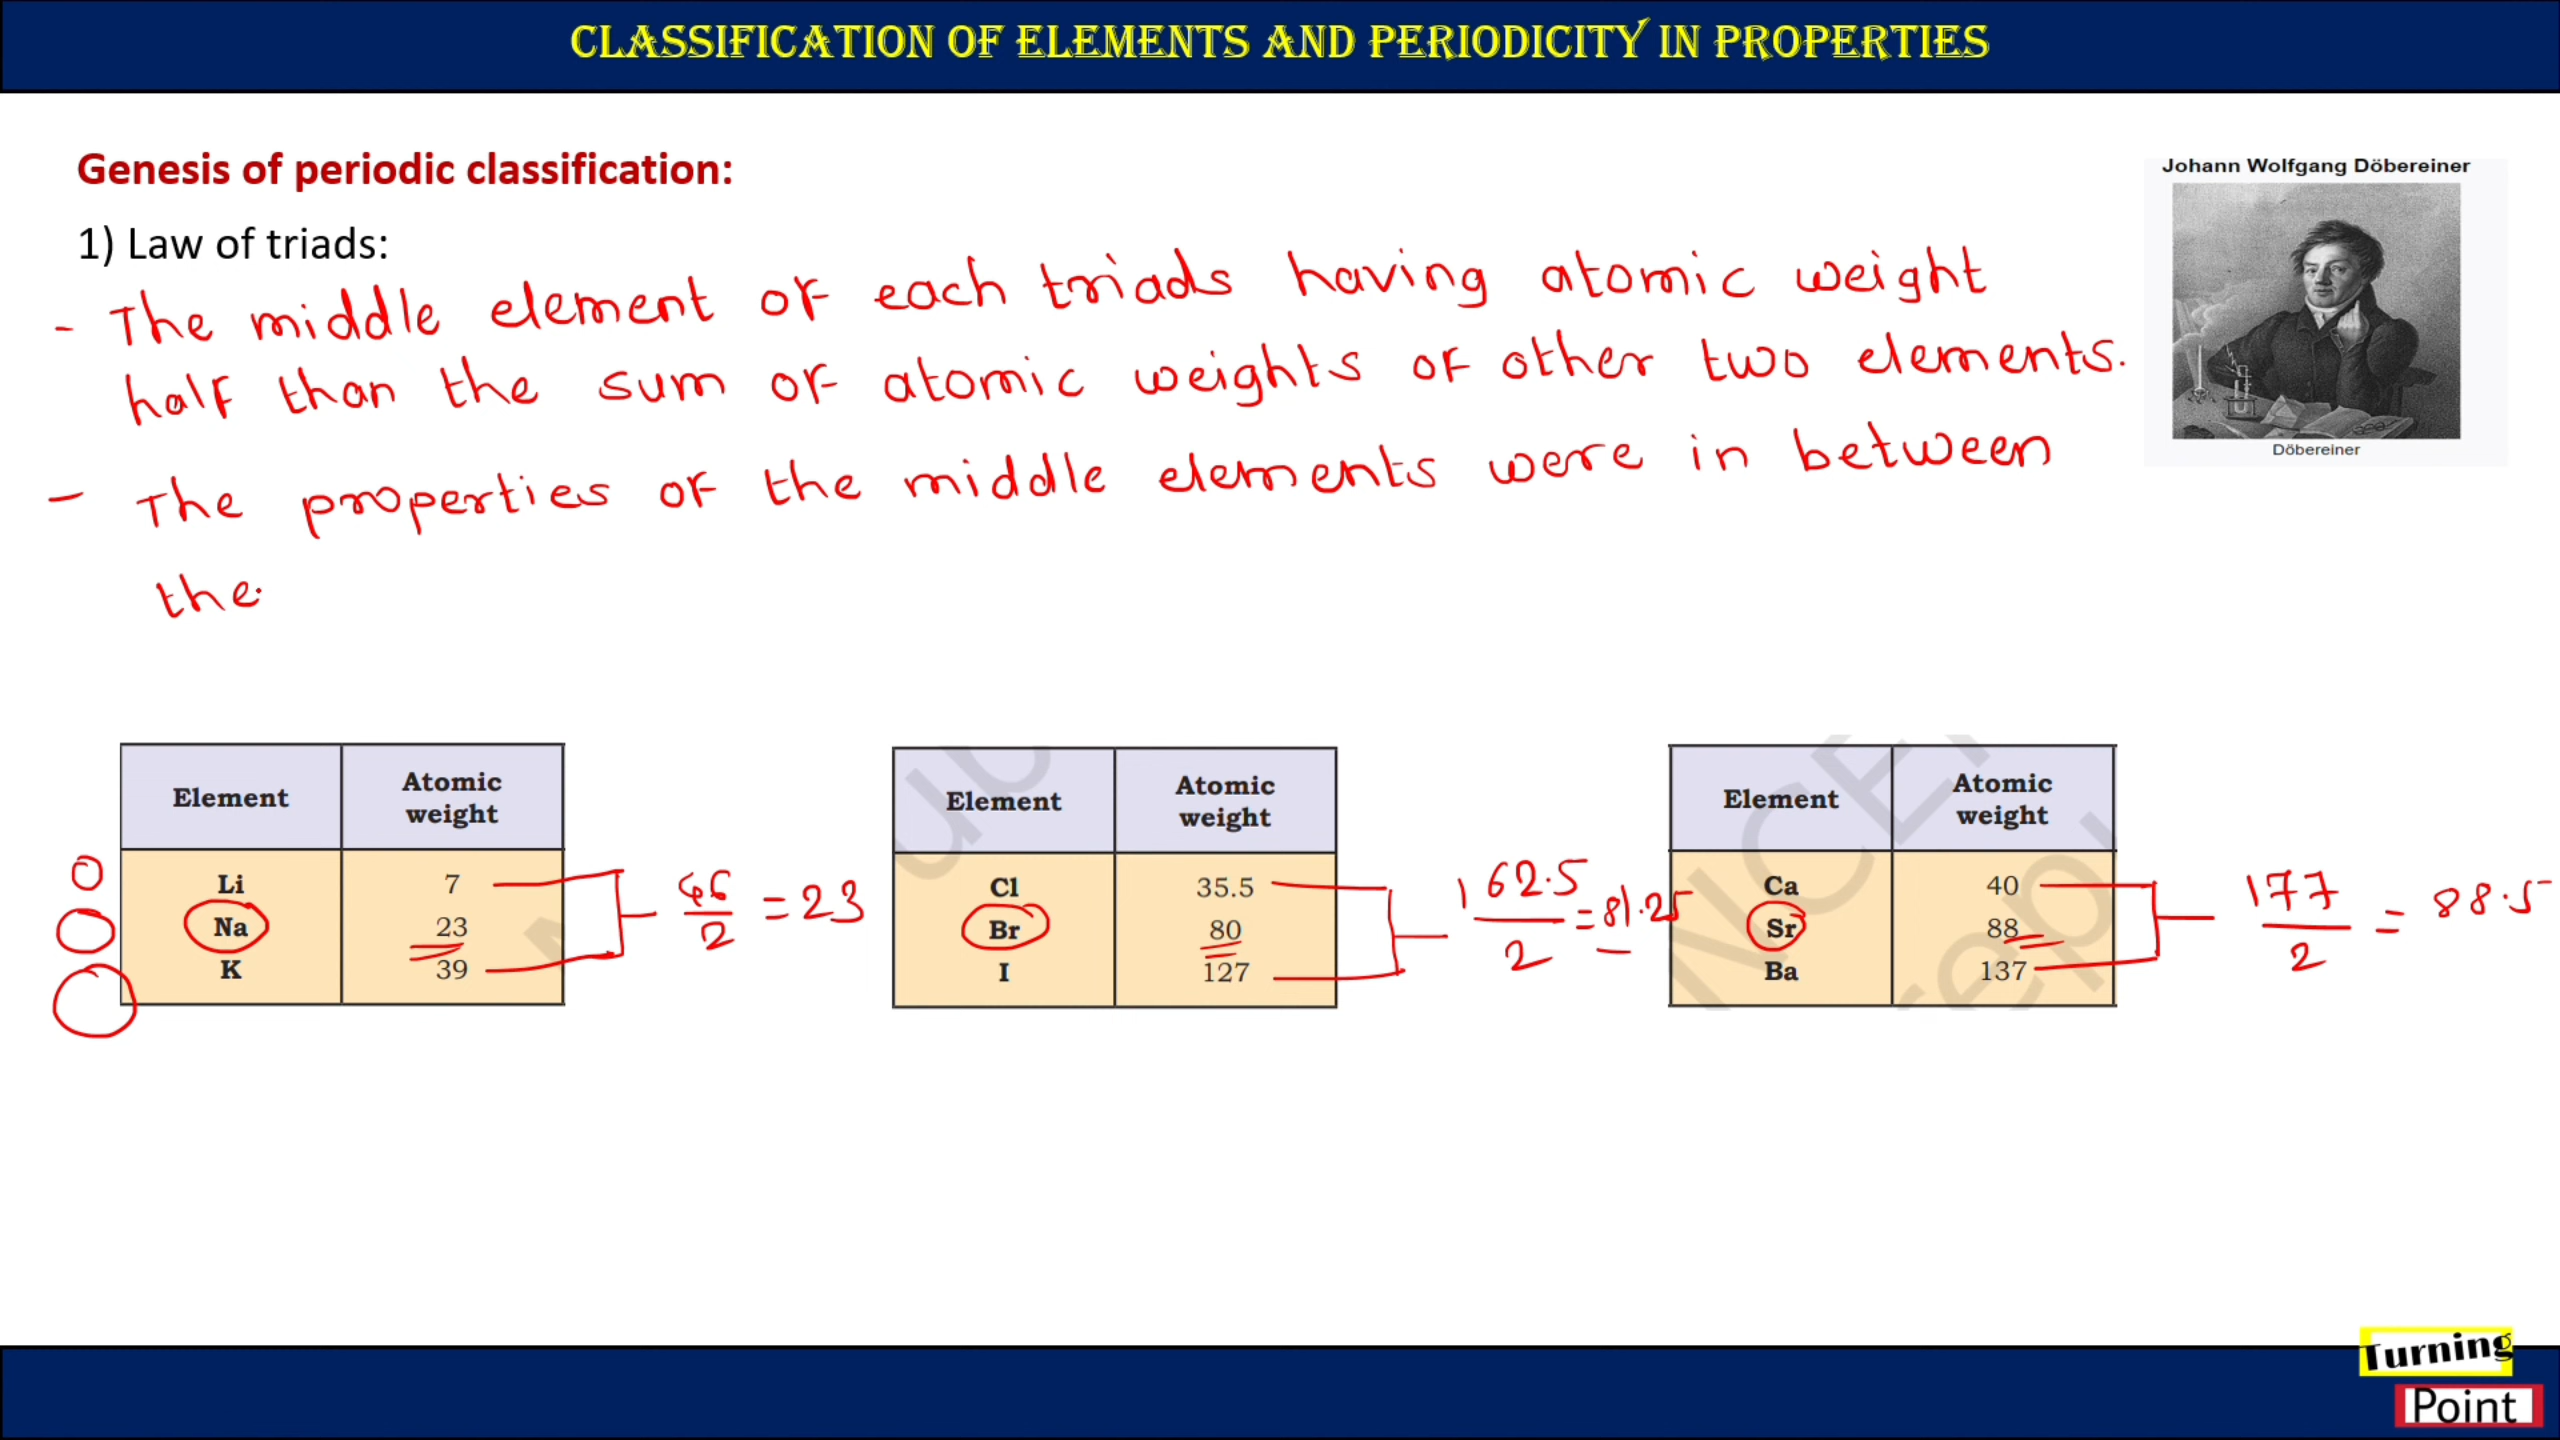 CLASSIFICATION OF ELEMENTS AND PERIODICITY IN PROPERTIES
Genesis of periodic classification:
Johann Wolfgang Döbereiner
1) Law of triads:
- The middle element of each triads having atomic weight
half than the sum of atomic weights of other two elements.
Döbereiner
- The properties of the middle elements were in between
the
Element Atomic weight
Li 7
Na 23
K 39
46/2 = 23
Element Atomic weight
Cl 35.5
Br 80
I 127
162.5/2 = 81.25
Element Atomic weight
Ca 40
Sr 88
Ba 137
177/2 = 88.5
Turning
Point